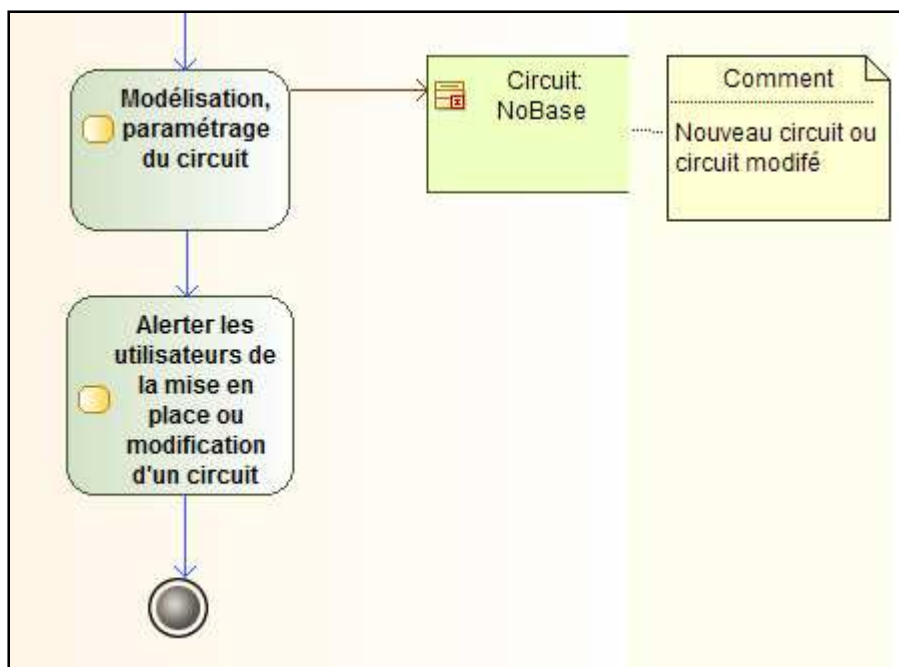 Modélisation,
paramétrage
du circuit
Circuit:
NoBase
Comment
Nouveau circuit ou
circuit modifé
Alerter les
utilisateurs de
la mise en
place ou
modification
d'un circuit